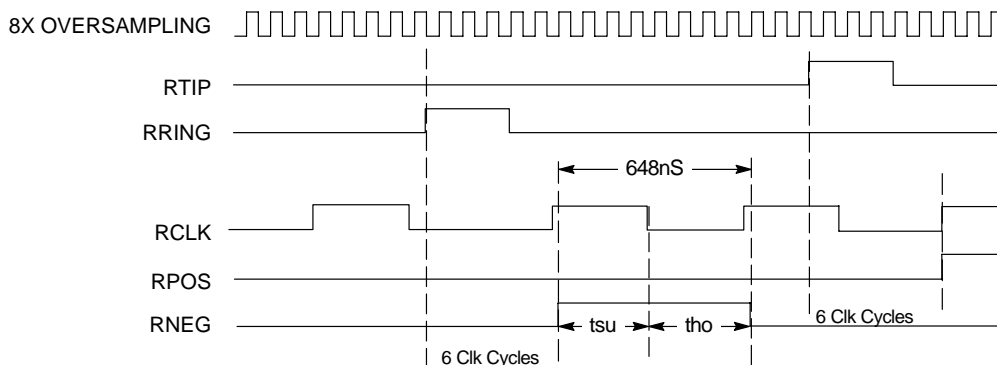 8X OVERSAMPLING
RTIP
RRING
648nS
RCLK
RPOS
RNEG
tsu
tho
6 Clk Cycles
6 Clk Cycles